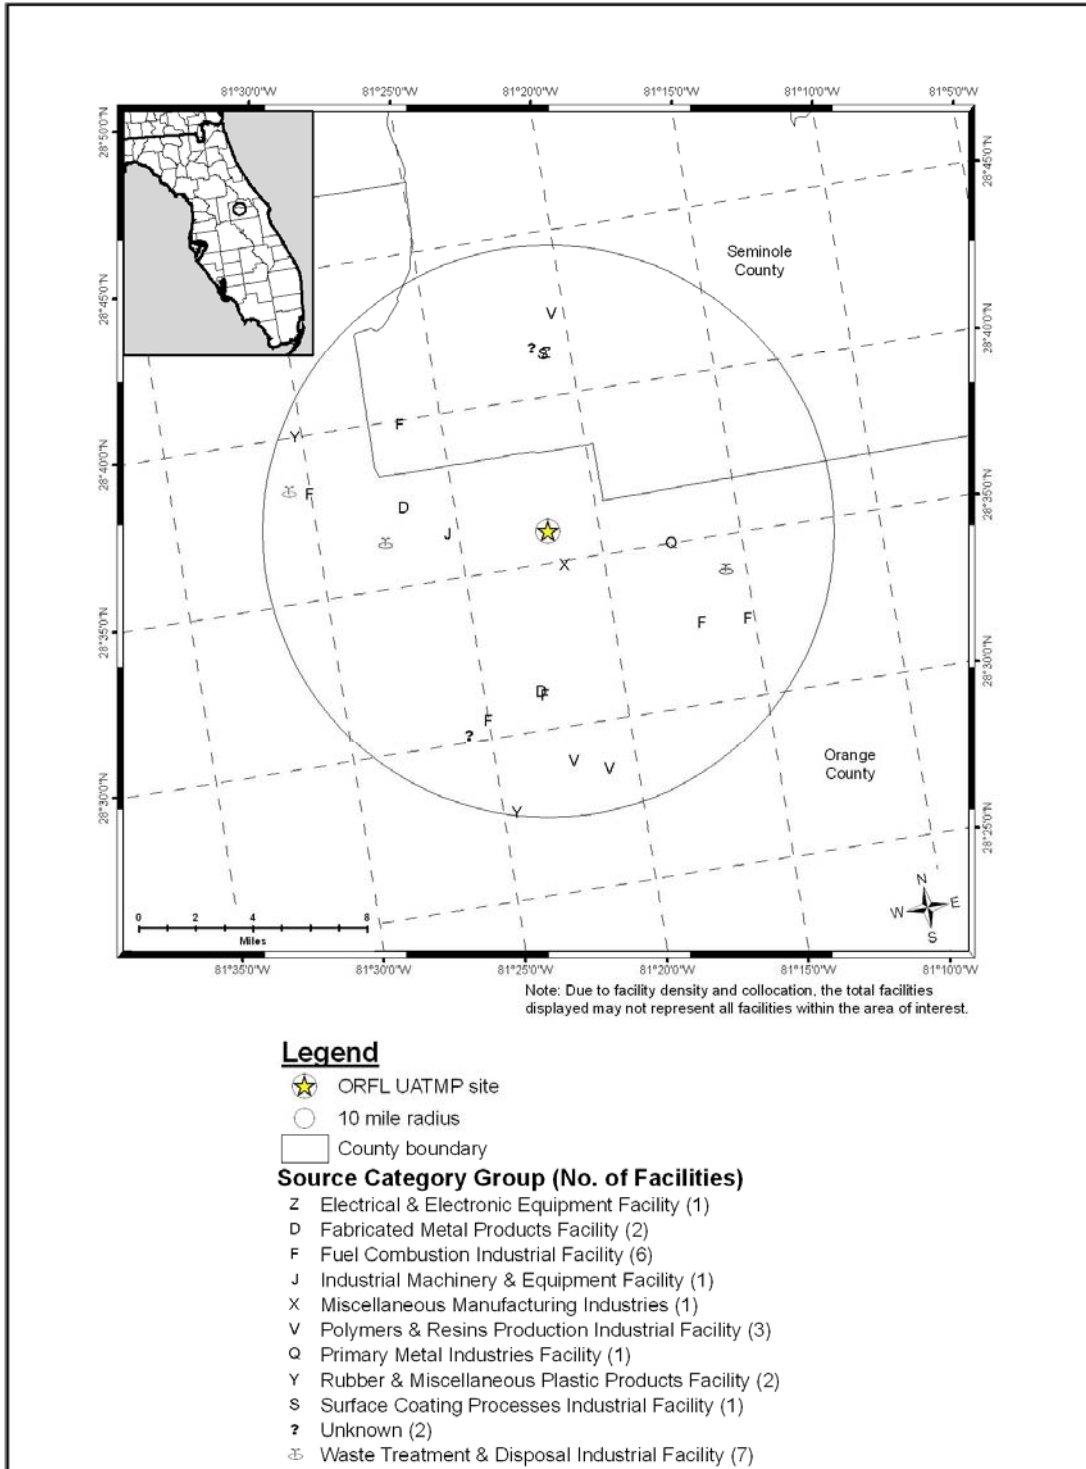 81°30'0"W 81°25'0"W 81°20'0"W 81°15'0"W 81°10'0"W 81°5'0"W
28°50'0"N
28°45'0"N
28°40'0"N
28°35'0"N
28°30'0"N
28°45'0"N
28°40'0"N
28°35'0"N
28°30'0"N
28°25'0"N
Seminole
County
V
?
S
F
Y
F
D
J
Q
X
F F
D
F
F
?
V
V
Y
Orange
County
N
W E
S
0 2 4 8
Miles
81°35'0"W 81°30'0"W 81°25'0"W 81°20'0"W 81°15'0"W 81°10'0"W
Note: Due to facility density and collocation, the total facilities
displayed may not represent all facilities within the area of interest.
Legend
ORFL UATMP site
10 mile radius
County boundary
Source Category Group (No. of Facilities)
Z Electrical & Electronic Equipment Facility (1)
D Fabricated Metal Products Facility (2)
F Fuel Combustion Industrial Facility (6)
J Industrial Machinery & Equipment Facility (1)
X Miscellaneous Manufacturing Industries (1)
V Polymers & Resins Production Industrial Facility (3)
Q Primary Metal Industries Facility (1)
Y Rubber & Miscellaneous Plastic Products Facility (2)
S Surface Coating Processes Industrial Facility (1)
? Unknown (2)
Waste Treatment & Disposal Industrial Facility (7)